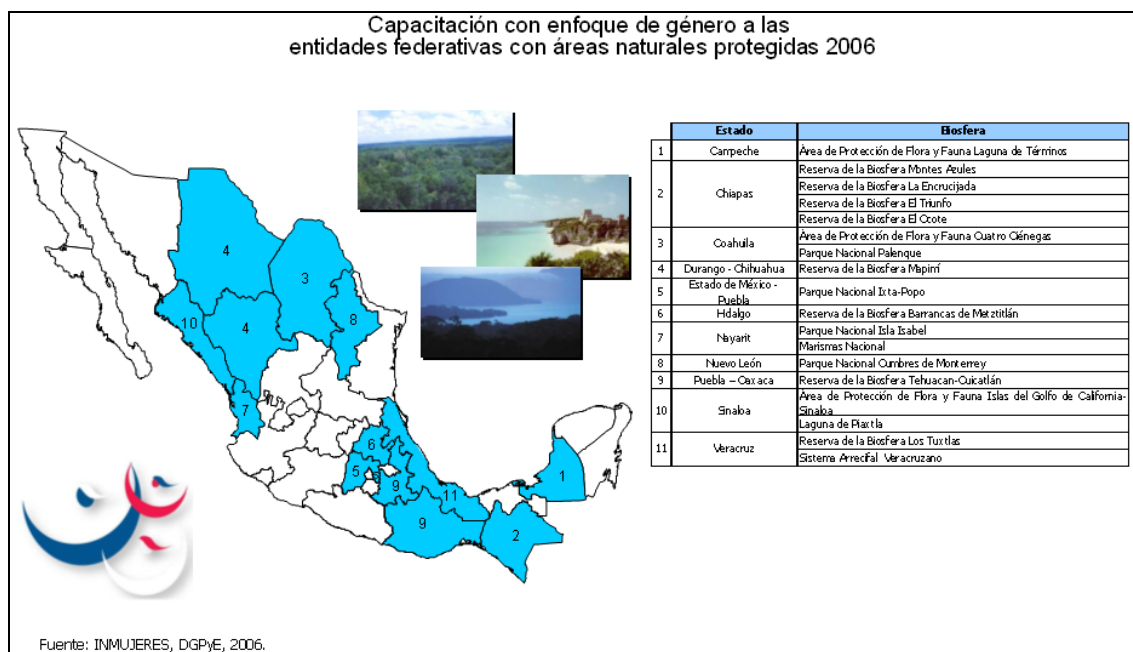 Capacitación con enfoque de género a las
entidades federativas con áreas naturales protegidas 2006
Estado Biosfera
1 Campeche Área de Protección de Flora y Fauna Laguna de Términos
2 Chiapas Reserva de la Biosfera Montes Azules
Reserva de la Biosfera La Encrucijada
Reserva de la Biosfera El Triunfo
Reserva de la Biosfera El Ocote
3 Coahuila Área de Protección de Flora y Fauna Cuatro Ciénegas
Parque Nacional Palenque
4 Durango - Chihuahua Reserva de la Biosfera Mapimí
5 Estado de México - Puebla Parque Nacional Ixta-Popo
6 Hidalgo Reserva de la Biosfera Barrancas de Metztitlán
7 Nayarit Parque Nacional Isla Isabel
Marismas Nacional
8 Nuevo León Parque Nacional Cumbres de Monterrey
9 Puebla – Oaxaca Reserva de la Biosfera Tehuacan-Cuicatlán
10 Sinaloa Área de Protección de Flora y Fauna Islas del Golfo de California-
Sinaloa
Laguna de Piaxtla
11 Veracruz Reserva de la Biosfera Los Tuxtlas
Sistema Arrecifal Veracruzano
4
3
10
4
8
7
6
5
9
11
1
9
2
Fuente: INMUJERES, DGPyE, 2006.